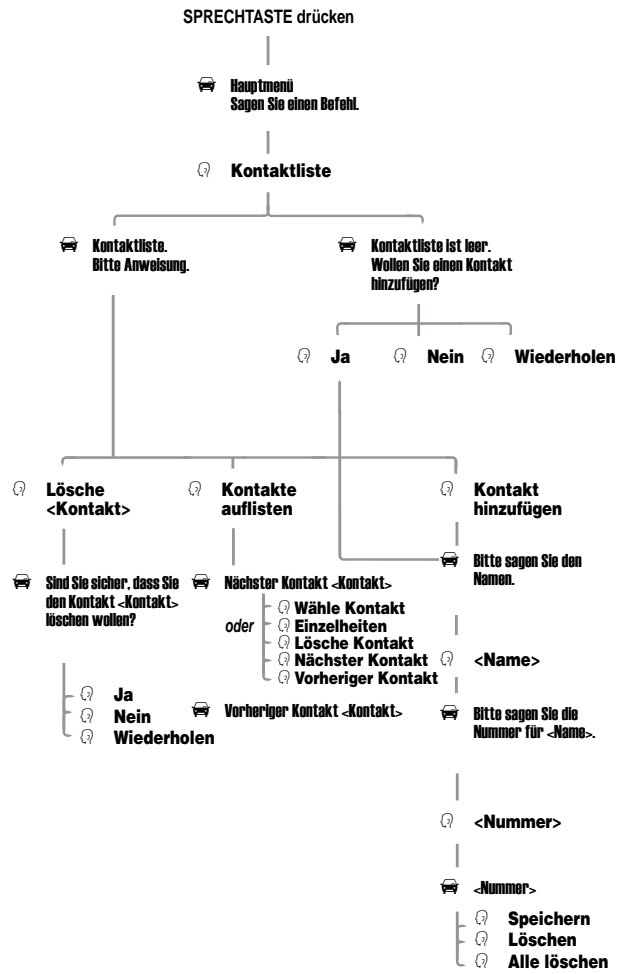 SPRECHTASTE drücken
Hauptmenü
Sagen Sie einen Befehl.
Kontaktliste
Kontaktliste.
Bitte Anweisung.
Kontaktliste ist leer.
Wollen Sie einen Kontakt
hinzufügen?
Ja
Nein
Wiederholen
Lösche
<Kontakt>
Sind Sie sicher, dass Sie
den Kontakt <Kontakt>
löschen wollen?
Ja
Nein
Wiederholen
Kontakte
auflisten
Nächster Kontakt <Kontakt>
oder
Wähle Kontakt
Einzelheiten
Lösche Kontakt
Nächster Kontakt
Vorheriger Kontakt
Vorheriger Kontakt <Kontakt>
Kontakt
hinzufügen
Bitte sagen Sie den
Namen.
<Name>
Bitte sagen Sie die
Nummer für <Name>.
<Nummer>
<Nummer>
Speichern
Löschen
Alle löschen